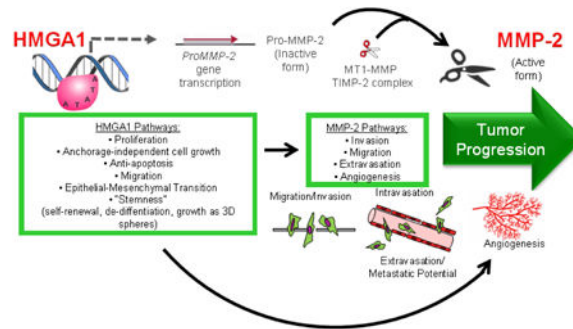 HMGA1
A T A T A
ProMMP-2
gene
transcription
Pro-MMP-2
(Inactive
form)
MT1-MMP
TIMP-2 complex
MMP-2
(Active
form)
HMGA1 Pathways:
• Proliferation
• Anchorage-independent cell growth
• Anti-apoptosis
• Migration
• Epithelial-Mesenchymal Transition
• "Stemness"
(self-renewal, de-diffentiation, growth as 3D
spheres)
MMP-2 Pathways:
• Invasion
• Migration
• Extravasation
• Angiogenesis
Tumor
Progression
Migration/Invasion
Intravasation
Extravasation/
Metastatic Potential
Angiogenesis